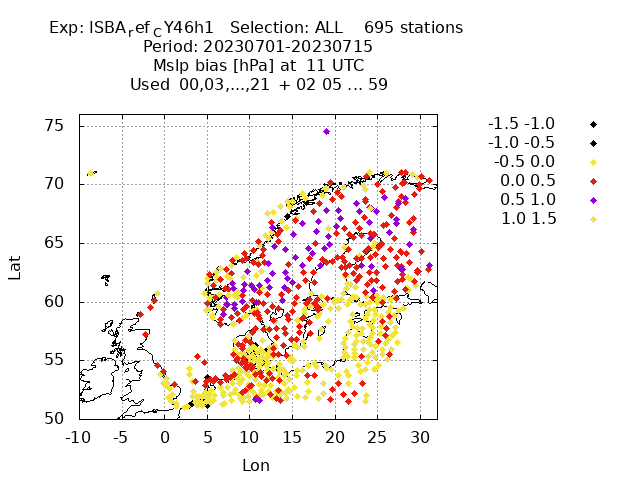 Exp: ISBArefCY46h1 Selection: ALL 695 stations
Period: 20230701-20230715
Mslp bias [hPa] at 11 UTC
Used 00,03,...,21 + 02 05 ... 59
-1.5 -1.0
-1.0 -0.5
-0.5 0.0
0.0 0.5
0.5 1.0
1.0 1.5
75
70
65
60
55
50
Lat
-10 -5 0 5 10 15 20 25 30
Lon